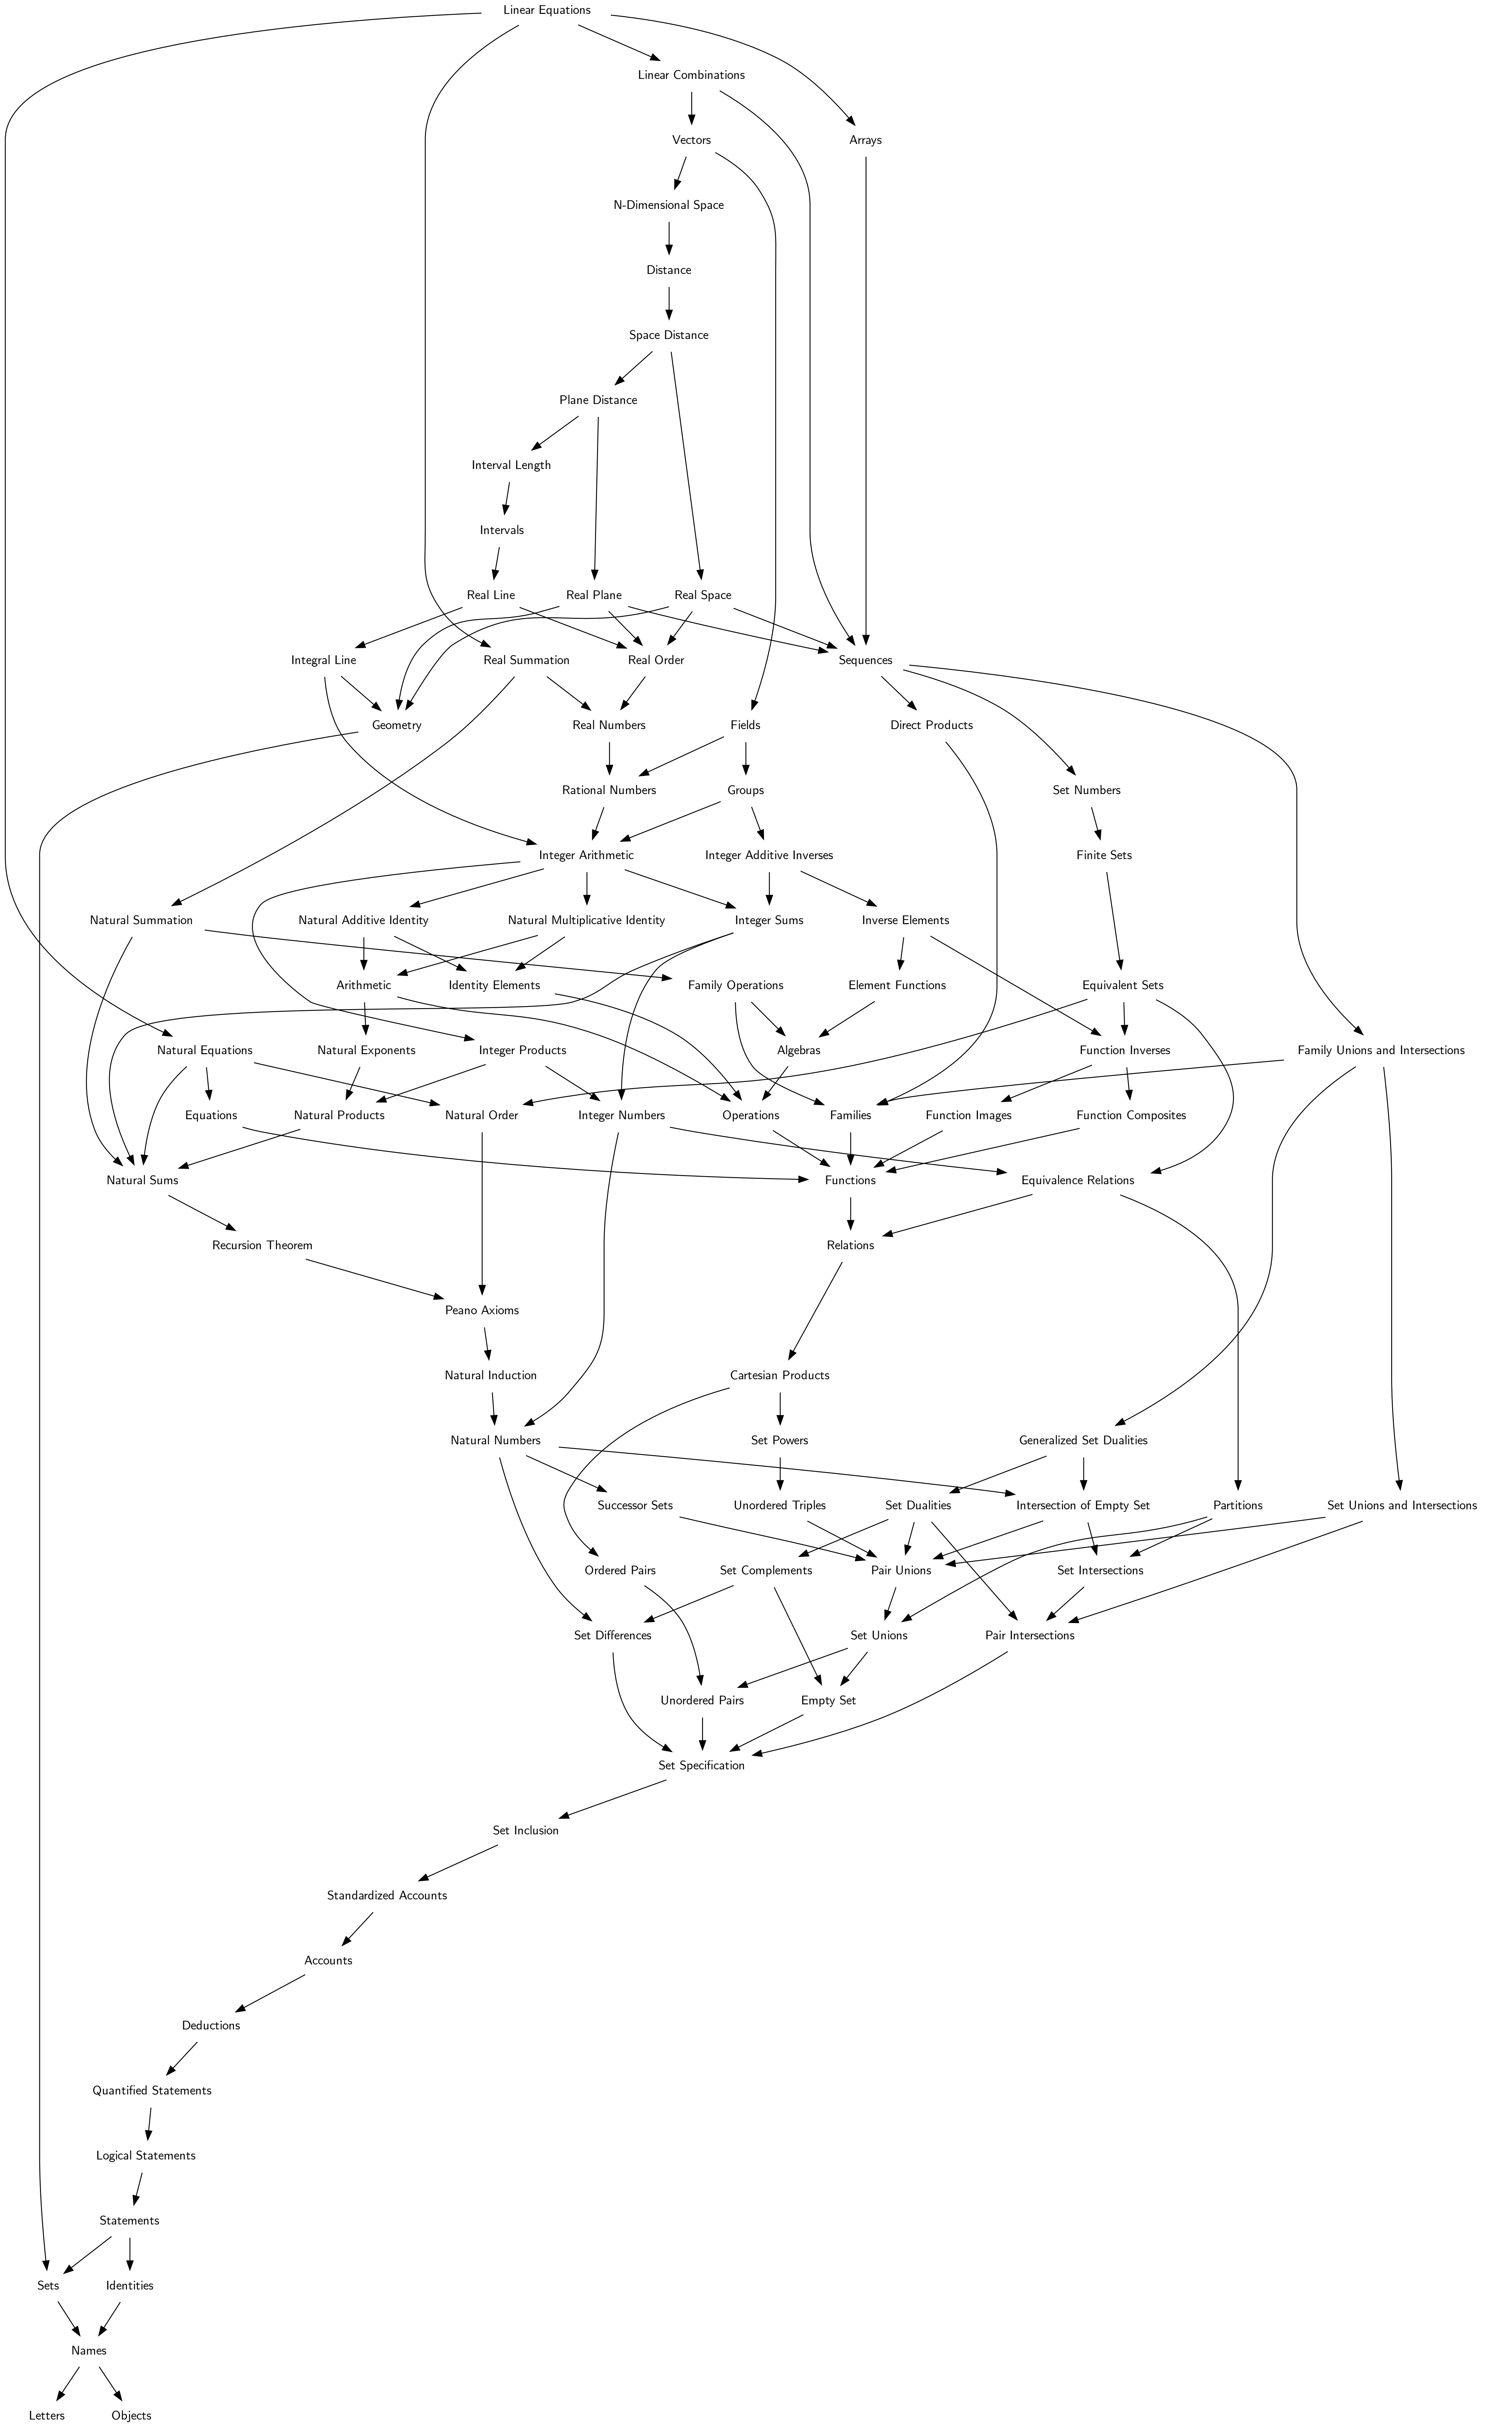 Linear Equations
Linear Combinations
Vectors
Arrays
N-Dimensional Space
Distance
Space Distance
Plane Distance
Interval Length
Intervals
Real Line
Real Plane
Real Space
Integral Line
Real Summation
Real Order
Sequences
Geometry
Real Numbers
Fields
Direct Products
Rational Numbers
Groups
Set Numbers
Integer Arithmetic
Integer Additive Inverses
Finite Sets
Natural Summation
Natural Additive Identity
Natural Multiplicative Identity
Integer Sums
Inverse Elements
Arithmetic
Identity Elements
Family Operations
Element Functions
Equivalent Sets
Natural Equations
Natural Exponents
Integer Products
Algebras
Function Inverses
Family Unions and Intersections
Equations
Natural Products
Natural Order
Integer Numbers
Operations
Families
Function Images
Function Composites
Natural Sums
Functions
Equivalence Relations
Recursion Theorem
Relations
Peano Axioms
Natural Induction
Cartesian Products
Natural Numbers
Set Powers
Generalized Set Dualities
Successor Sets
Unordered Triples
Set Dualities
Intersection of Empty Set
Partitions
Set Unions and Intersections
Ordered Pairs
Set Complements
Pair Unions
Set Intersections
Set Differences
Set Unions
Pair Intersections
Unordered Pairs
Empty Set
Set Specification
Set Inclusion
Standardized Accounts
Accounts
Deductions
Quantified Statements
Logical Statements
Statements
Sets
Identities
Names
Letters
Objects